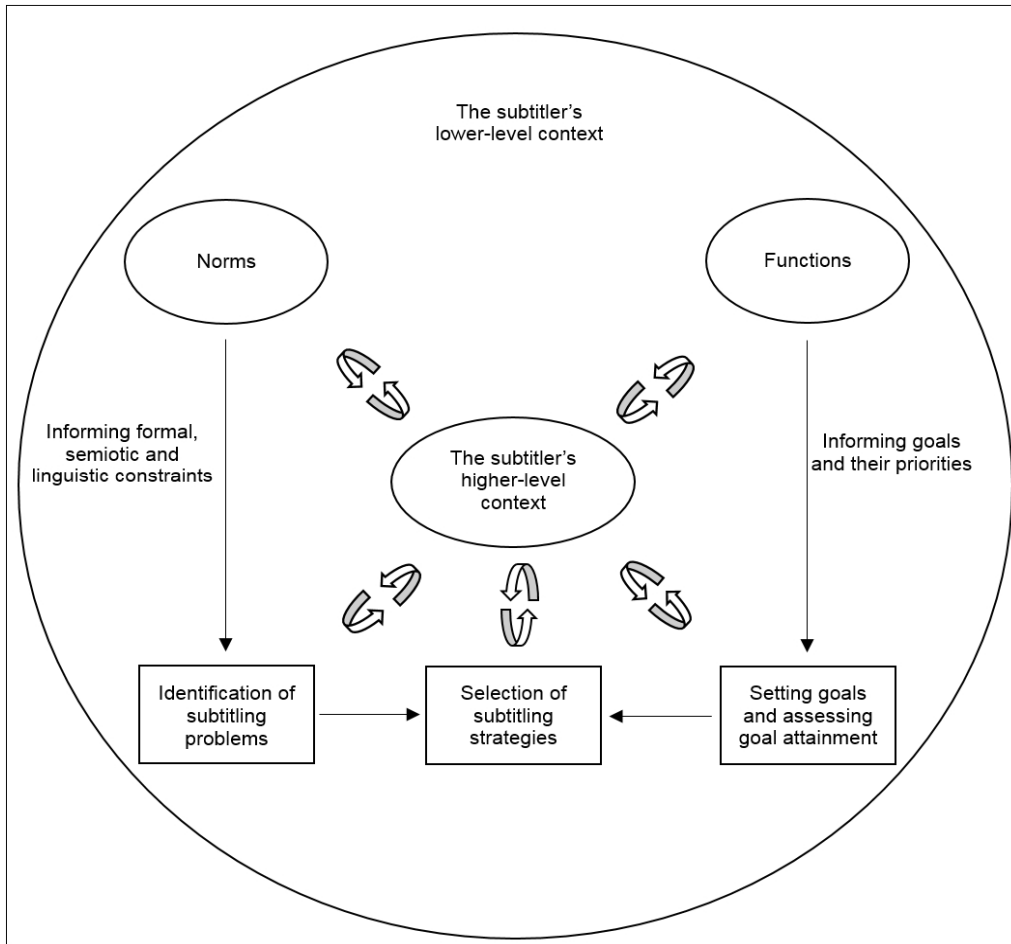 The subtitler’s
lower-level context
Norms
Functions
Informing formal,
semiotic and
linguistic constraints
Informing goals
and their priorities
The subtitler’s
higher-level
context
Identification of
subtitling
problems
Selection of
subtitling
strategies
Setting goals
and assessing
goal attainment